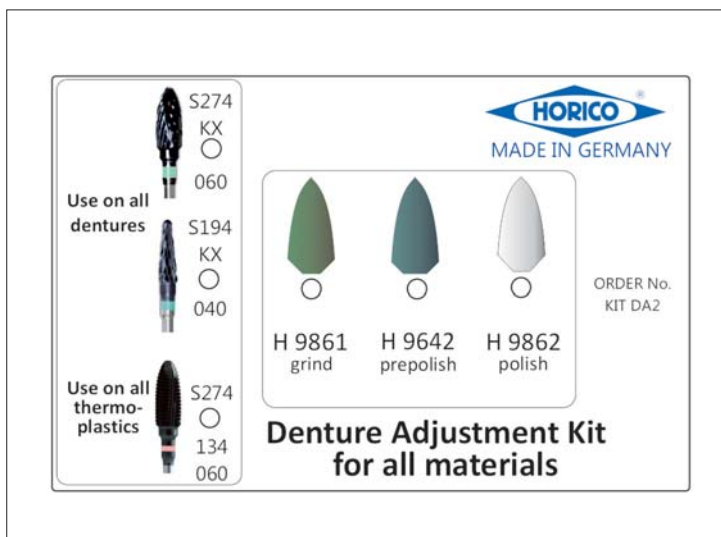 S274
KX
060
Use on all
dentures
S194
KX
040
Use on all
thermo-
plastics
S274
134
060
HORICO
®
MADE IN GERMANY
H 9861
grind
H 9642
prepolish
H 9862
polish
ORDER No.
KIT DA2
Denture Adjustment Kit
for all materials